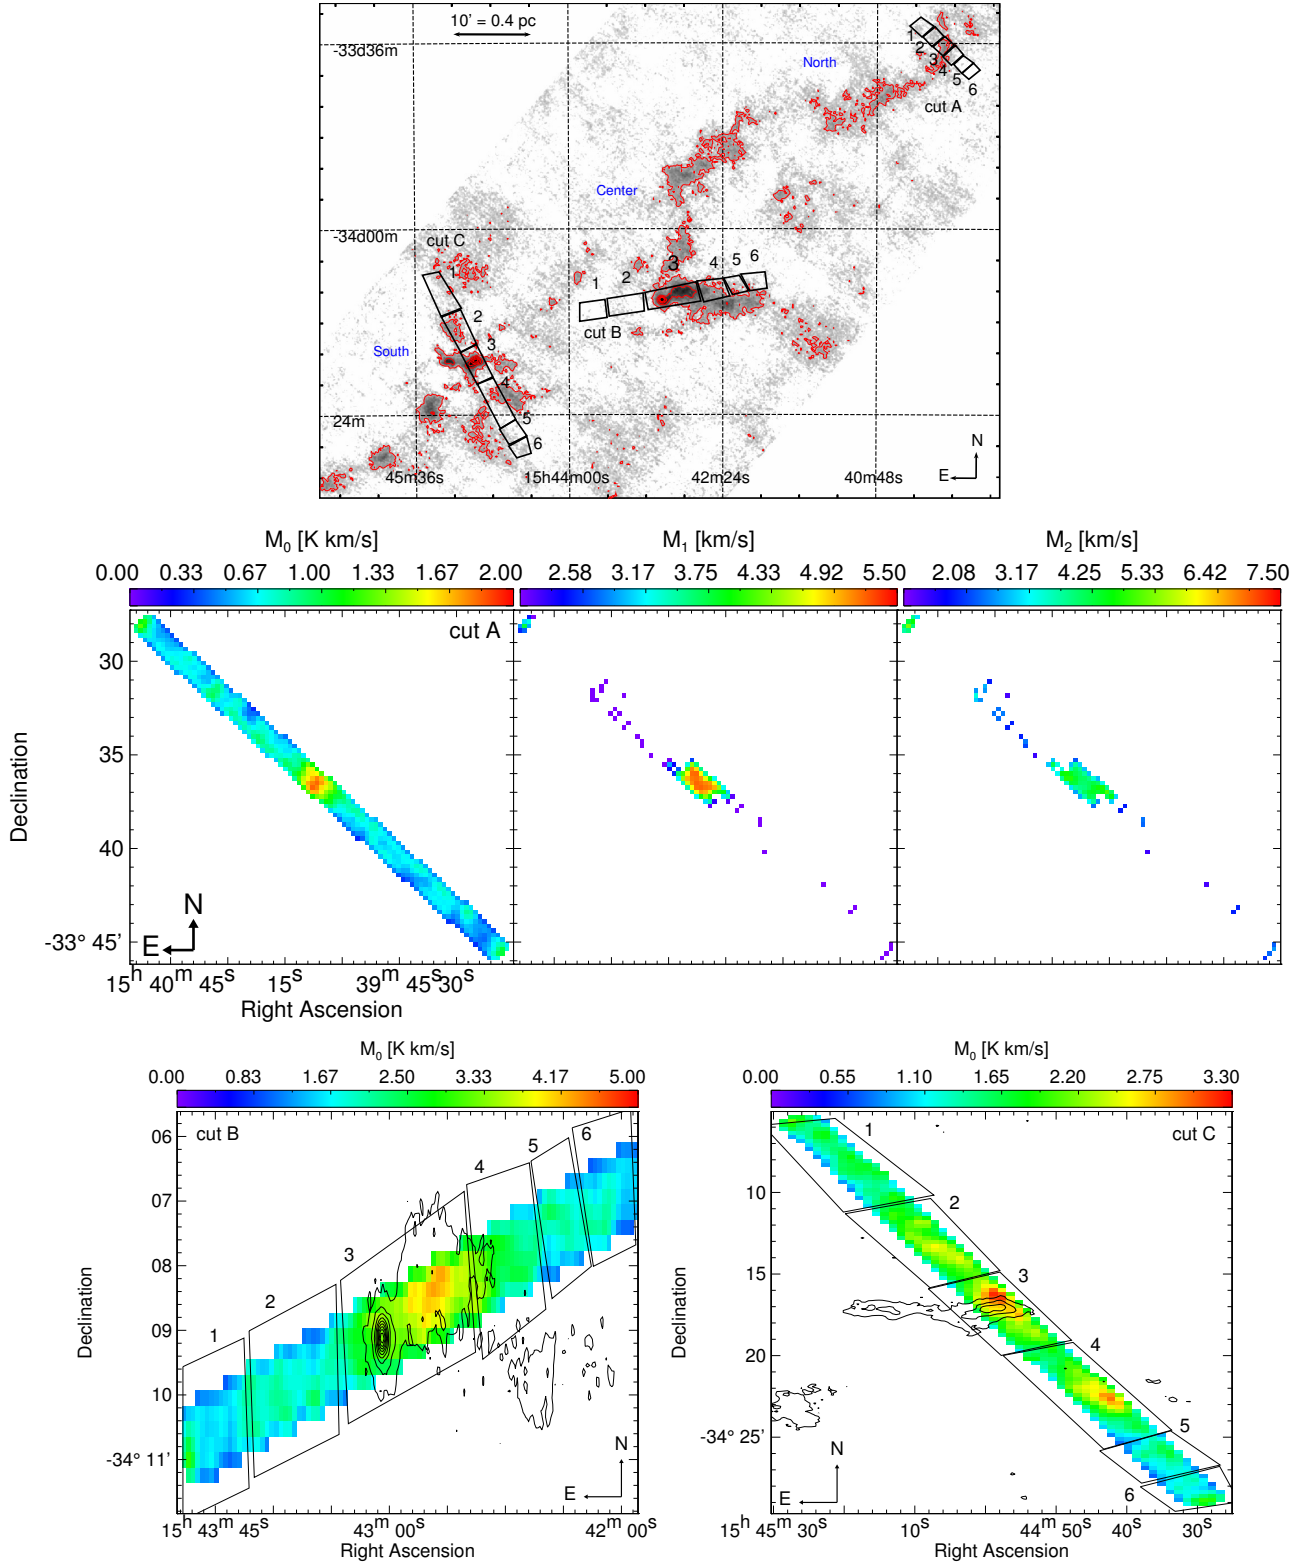 10' = 0.4 pc
-33d36m
North
1
2
3
4
5
6
cut A
Center
-34d00m
cut C
1
2
3
4
5
6
South
1
2
3
4
5
6
cut B
24m
45m36s
15h44m00s
42m24s
40m48s
N
E
M0 [K km/s]
0.00 0.33 0.67 1.00 1.33 1.67 2.00
M1 [km/s]
2.58 3.17 3.75 4.33 4.92 5.50
M2 [km/s]
2.08 3.17 4.25 5.33 6.42 7.50
cut A
30
35
40
-33° 45'
Declination
N
E
15h 40m 45s 15s 39m 45s 30s
Right Ascension
M0 [K km/s]
0.00 0.83 1.67 2.50 3.33 4.17 5.00
cut B
1
2
3
4
5
6
06
07
08
09
10
-34° 11'
Declination
N
E
15h 43m 45s 43m 00s 42m 00s
Right Ascension
M0 [K km/s]
0.00 0.55 1.10 1.65 2.20 2.75 3.30
cut C
1
2
3
4
5
6
10
15
20
-34° 25'
Declination
N
E
15h 45m 30s 10s 44m 50s 40s 30s
Right Ascension